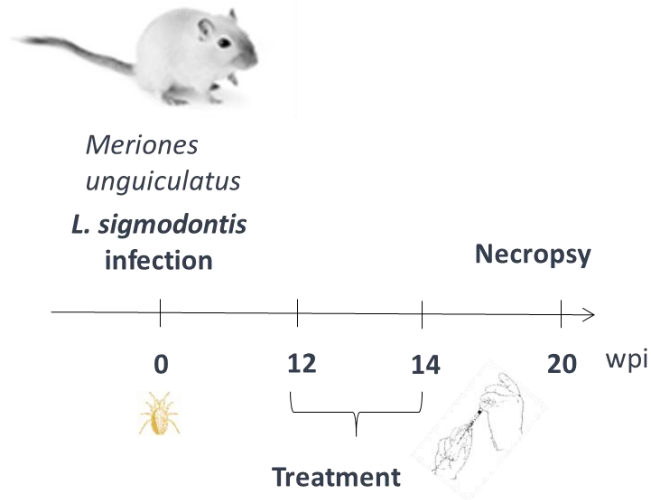 Meriones
unguiculatus
L. sigmodontis
infection
Necropsy
0 12 14 20 wpi
Treatment